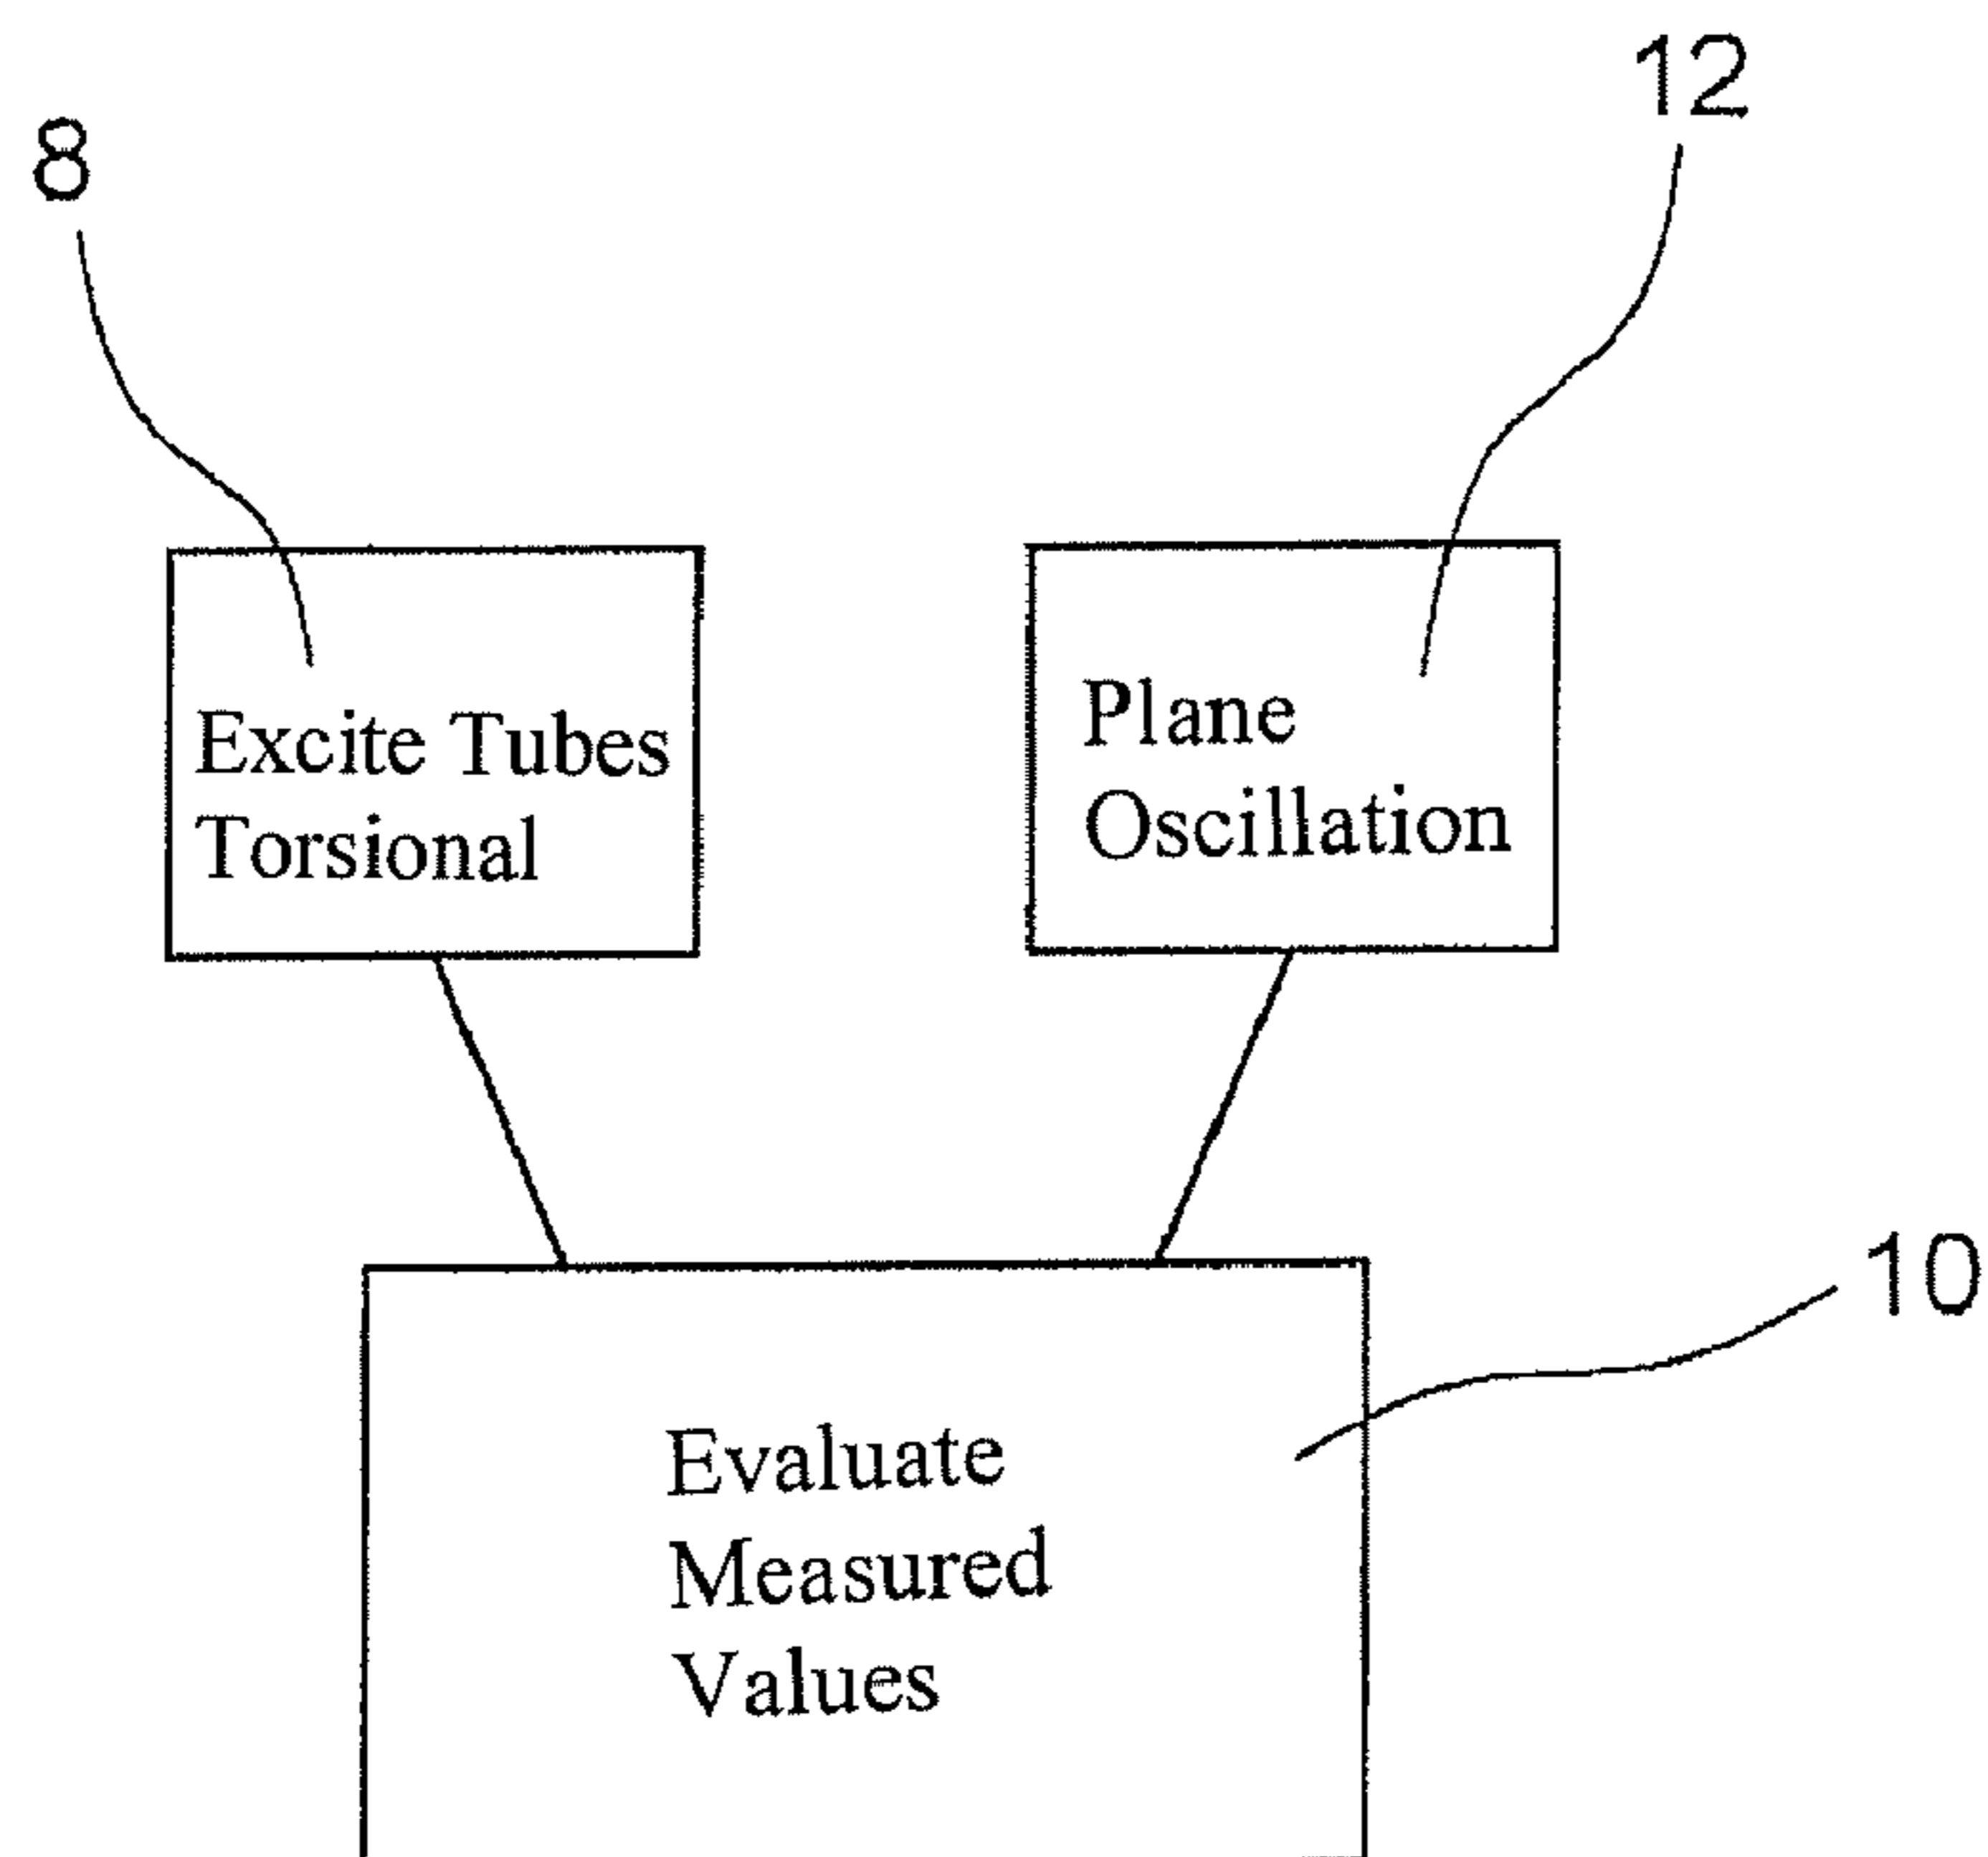 12
8
Excite Tubes
Torsional
Plane
Oscillation
10
Evaluate
Measured
Values